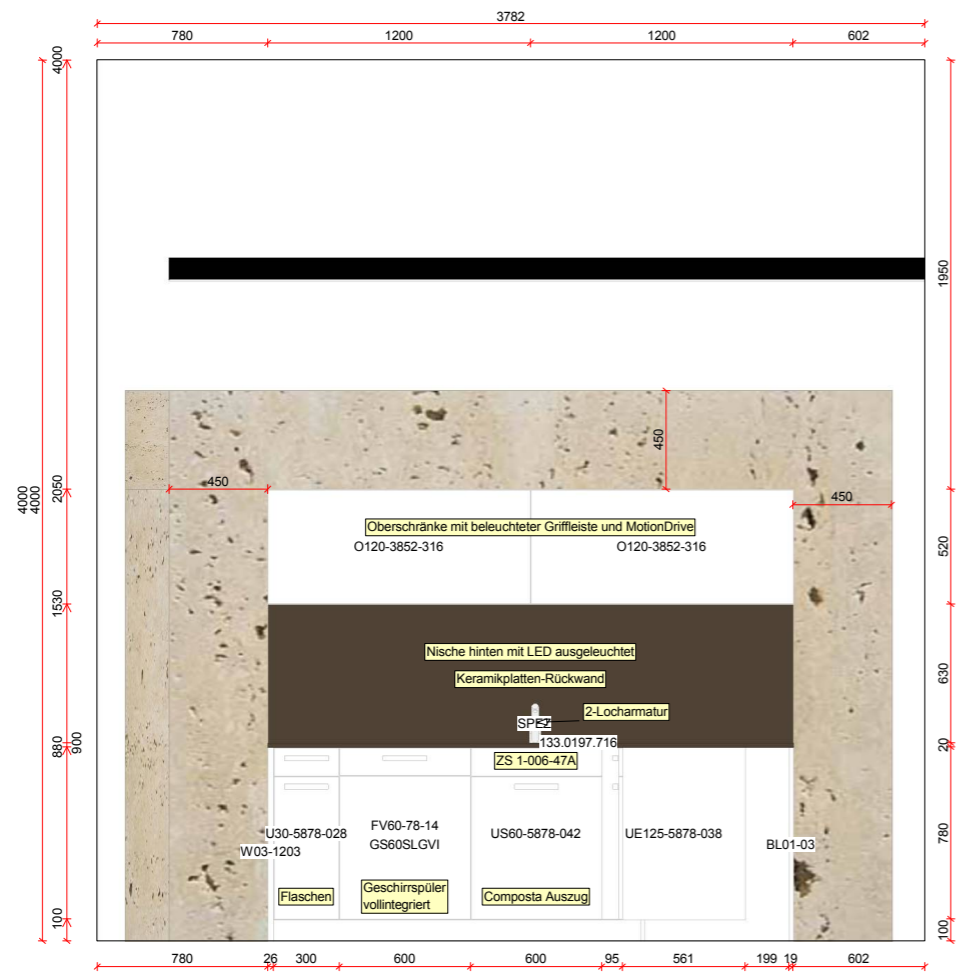 3782
780 1200 1200 602
4000
1950
450
4000
4000
2050
450
450
Oberschränke mit beleuchteter Griffleiste und MotionDrive
O120-3852-316 O120-3852-316
520
1530
Nische hinten mit LED ausgeleuchtet
Keramikplatten-Rückwand
630
2-Locharmatur
SPEZ
133.0197.716
880
900
20
ZS 1-006-47A
U30-5878-028
FV60-78-14
GS60SLGVI
US60-5878-042
UE125-5878-038
W03-1203
BL01-03
780
Flaschen
Geschirrspüler
vollintegriert
Composta Auszug
100
100
780 26 300 600 600 95 561 199 19 602